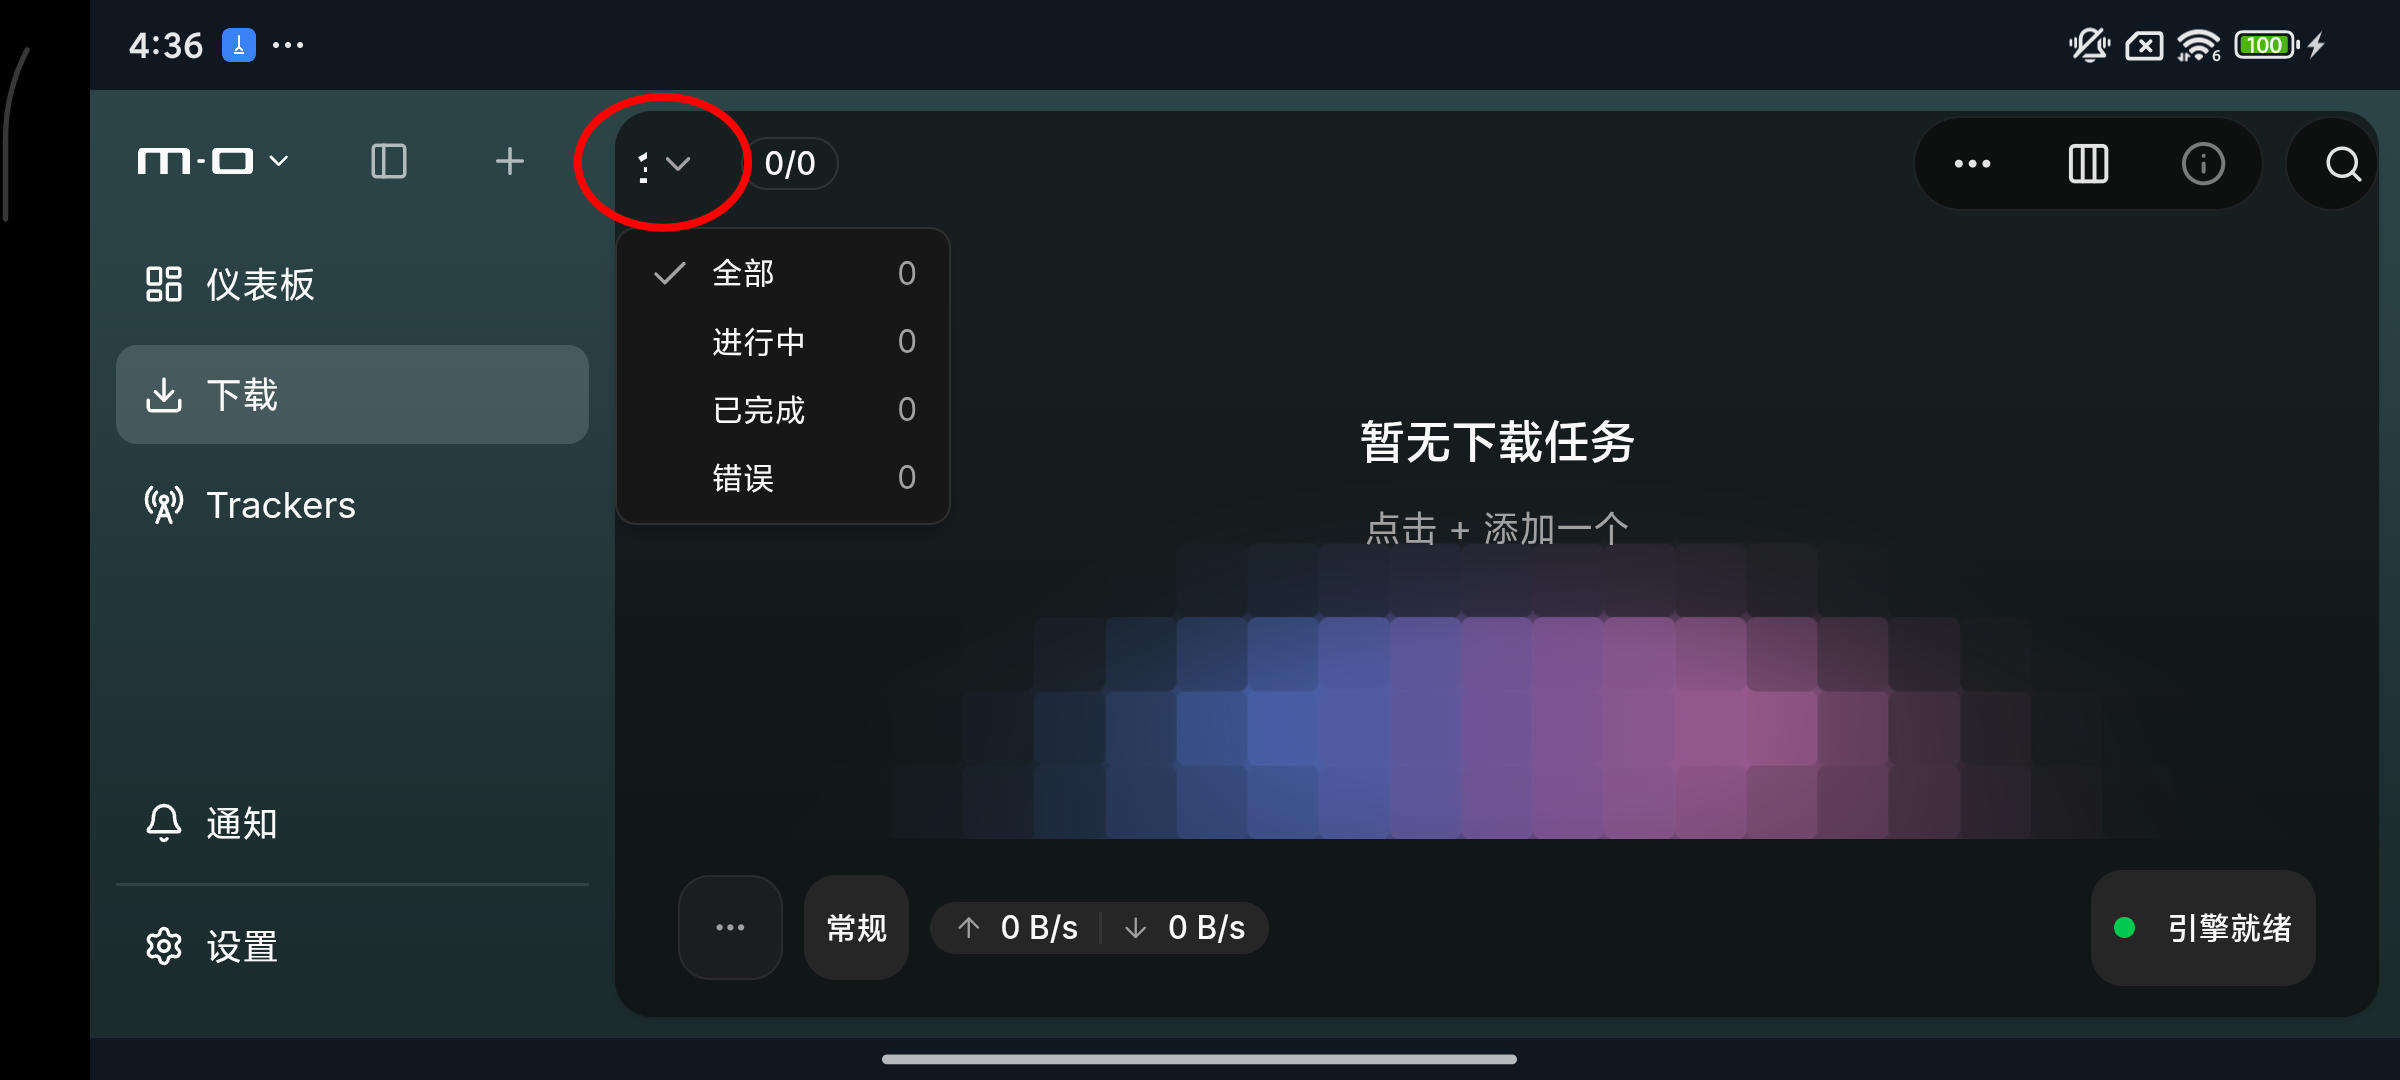 4:36
6
100
m-o
0/0
仪表板
下载
Trackers
通知
设置
全部 0
进行中 0
已完成 0
错误 0
暂无下载任务
点击 + 添加一个
常规
0 B/s
0 B/s
引擎就绪